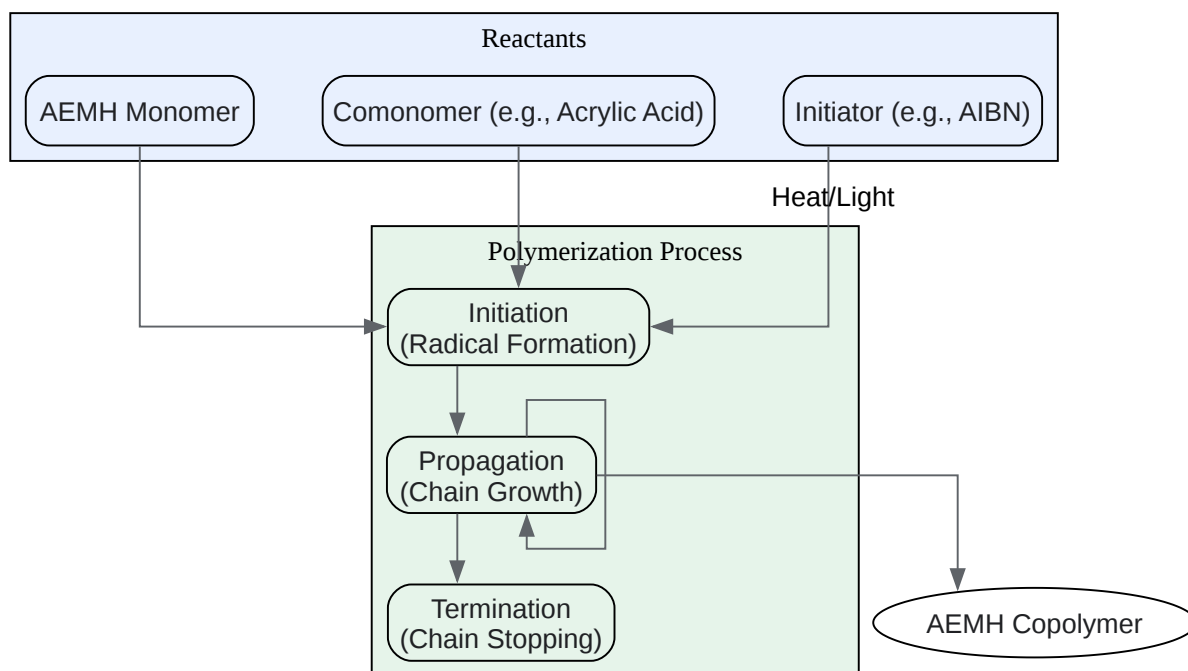 Reactants
AEMH Monomer
Comonomer (e.g., Acrylic Acid)
Initiator (e.g., AIBN)
Heat/Light
Polymerization Process
Initiation
(Radical Formation)
Propagation
(Chain Growth)
Termination
(Chain Stopping)
AEMH Copolymer